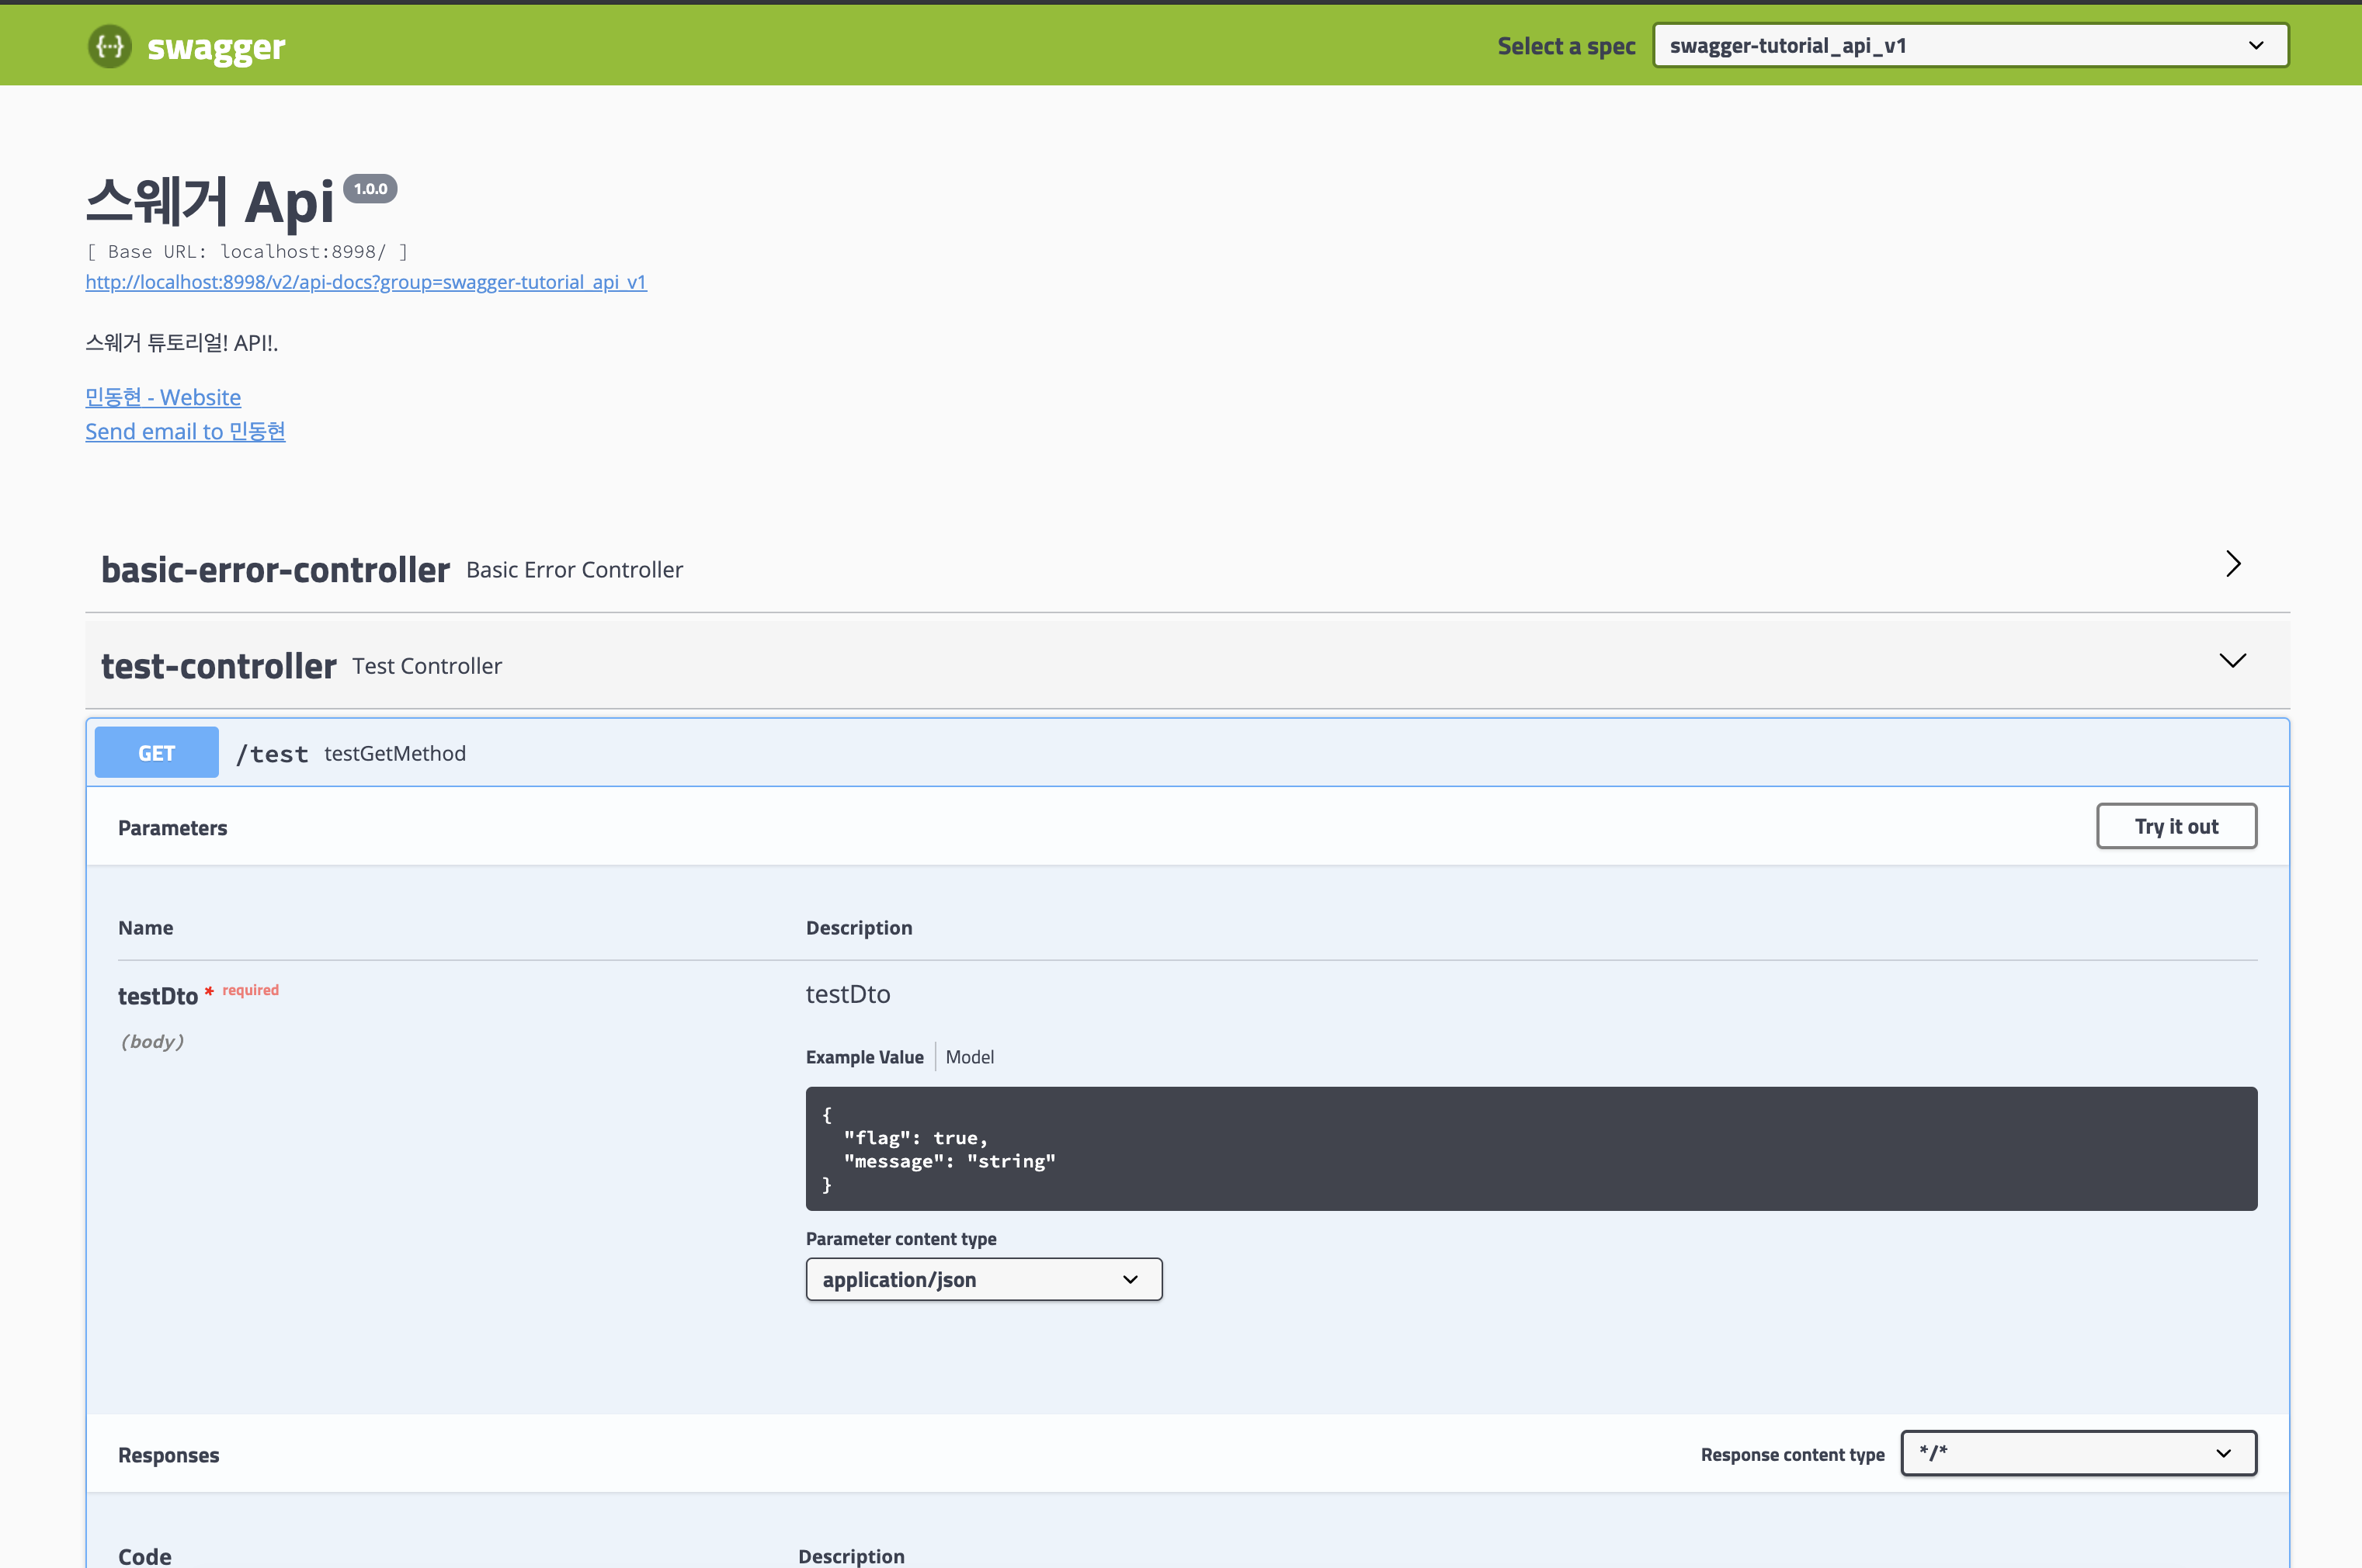 swagger
Select a spec swagger-tutorial_api_v1
스웨거 Api 1.0.0
[ Base URL: localhost:8998/ ]
http://localhost:8998/v2/api-docs?group=swagger-tutorial_api_v1
스웨거 튜토리얼! API!.
민동현 - Website
Send email to 민동현
basic-error-controller Basic Error Controller
test-controller Test Controller
GET /test testGetMethod
Parameters Try it out
Name Description
testDto * required testDto
(body)
Example Value Model
{
"flag": true,
"message": "string"
}
Parameter content type
application/json
Responses Response content type */*
Code Description